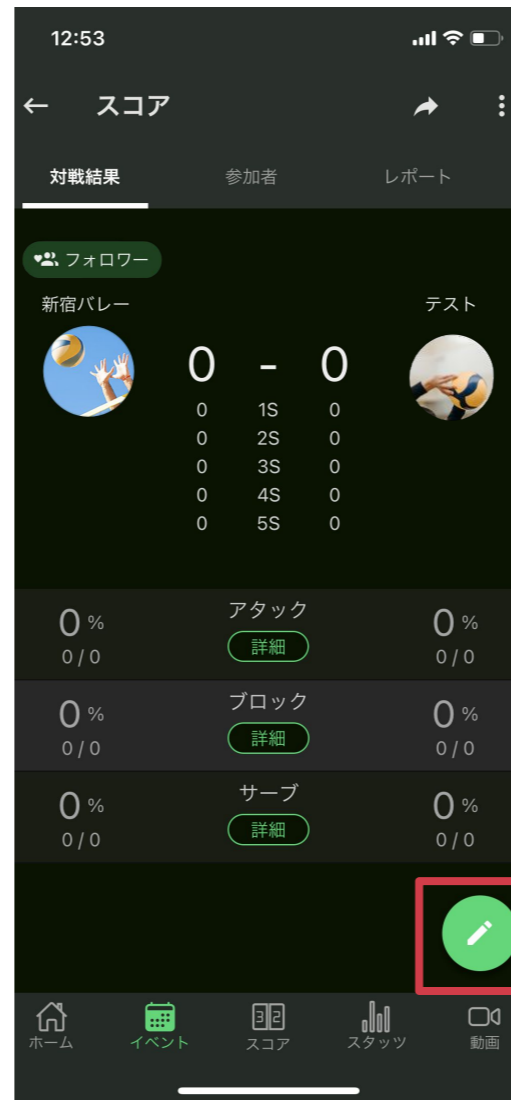 12:53
スコア
対戦結果 参加者 レポート
フォロワー
新宿バレー テスト
0 - 0
0 1S 0
0 2S 0
0 3S 0
0 4S 0
0 5S 0
アタック
0 % 詳細 0 %
0 / 0 0 / 0
ブロック
0 % 詳細 0 %
0 / 0 0 / 0
サーブ
0 % 詳細 0 %
0 / 0 0 / 0
ホーム イベント スコア スタッツ 動画